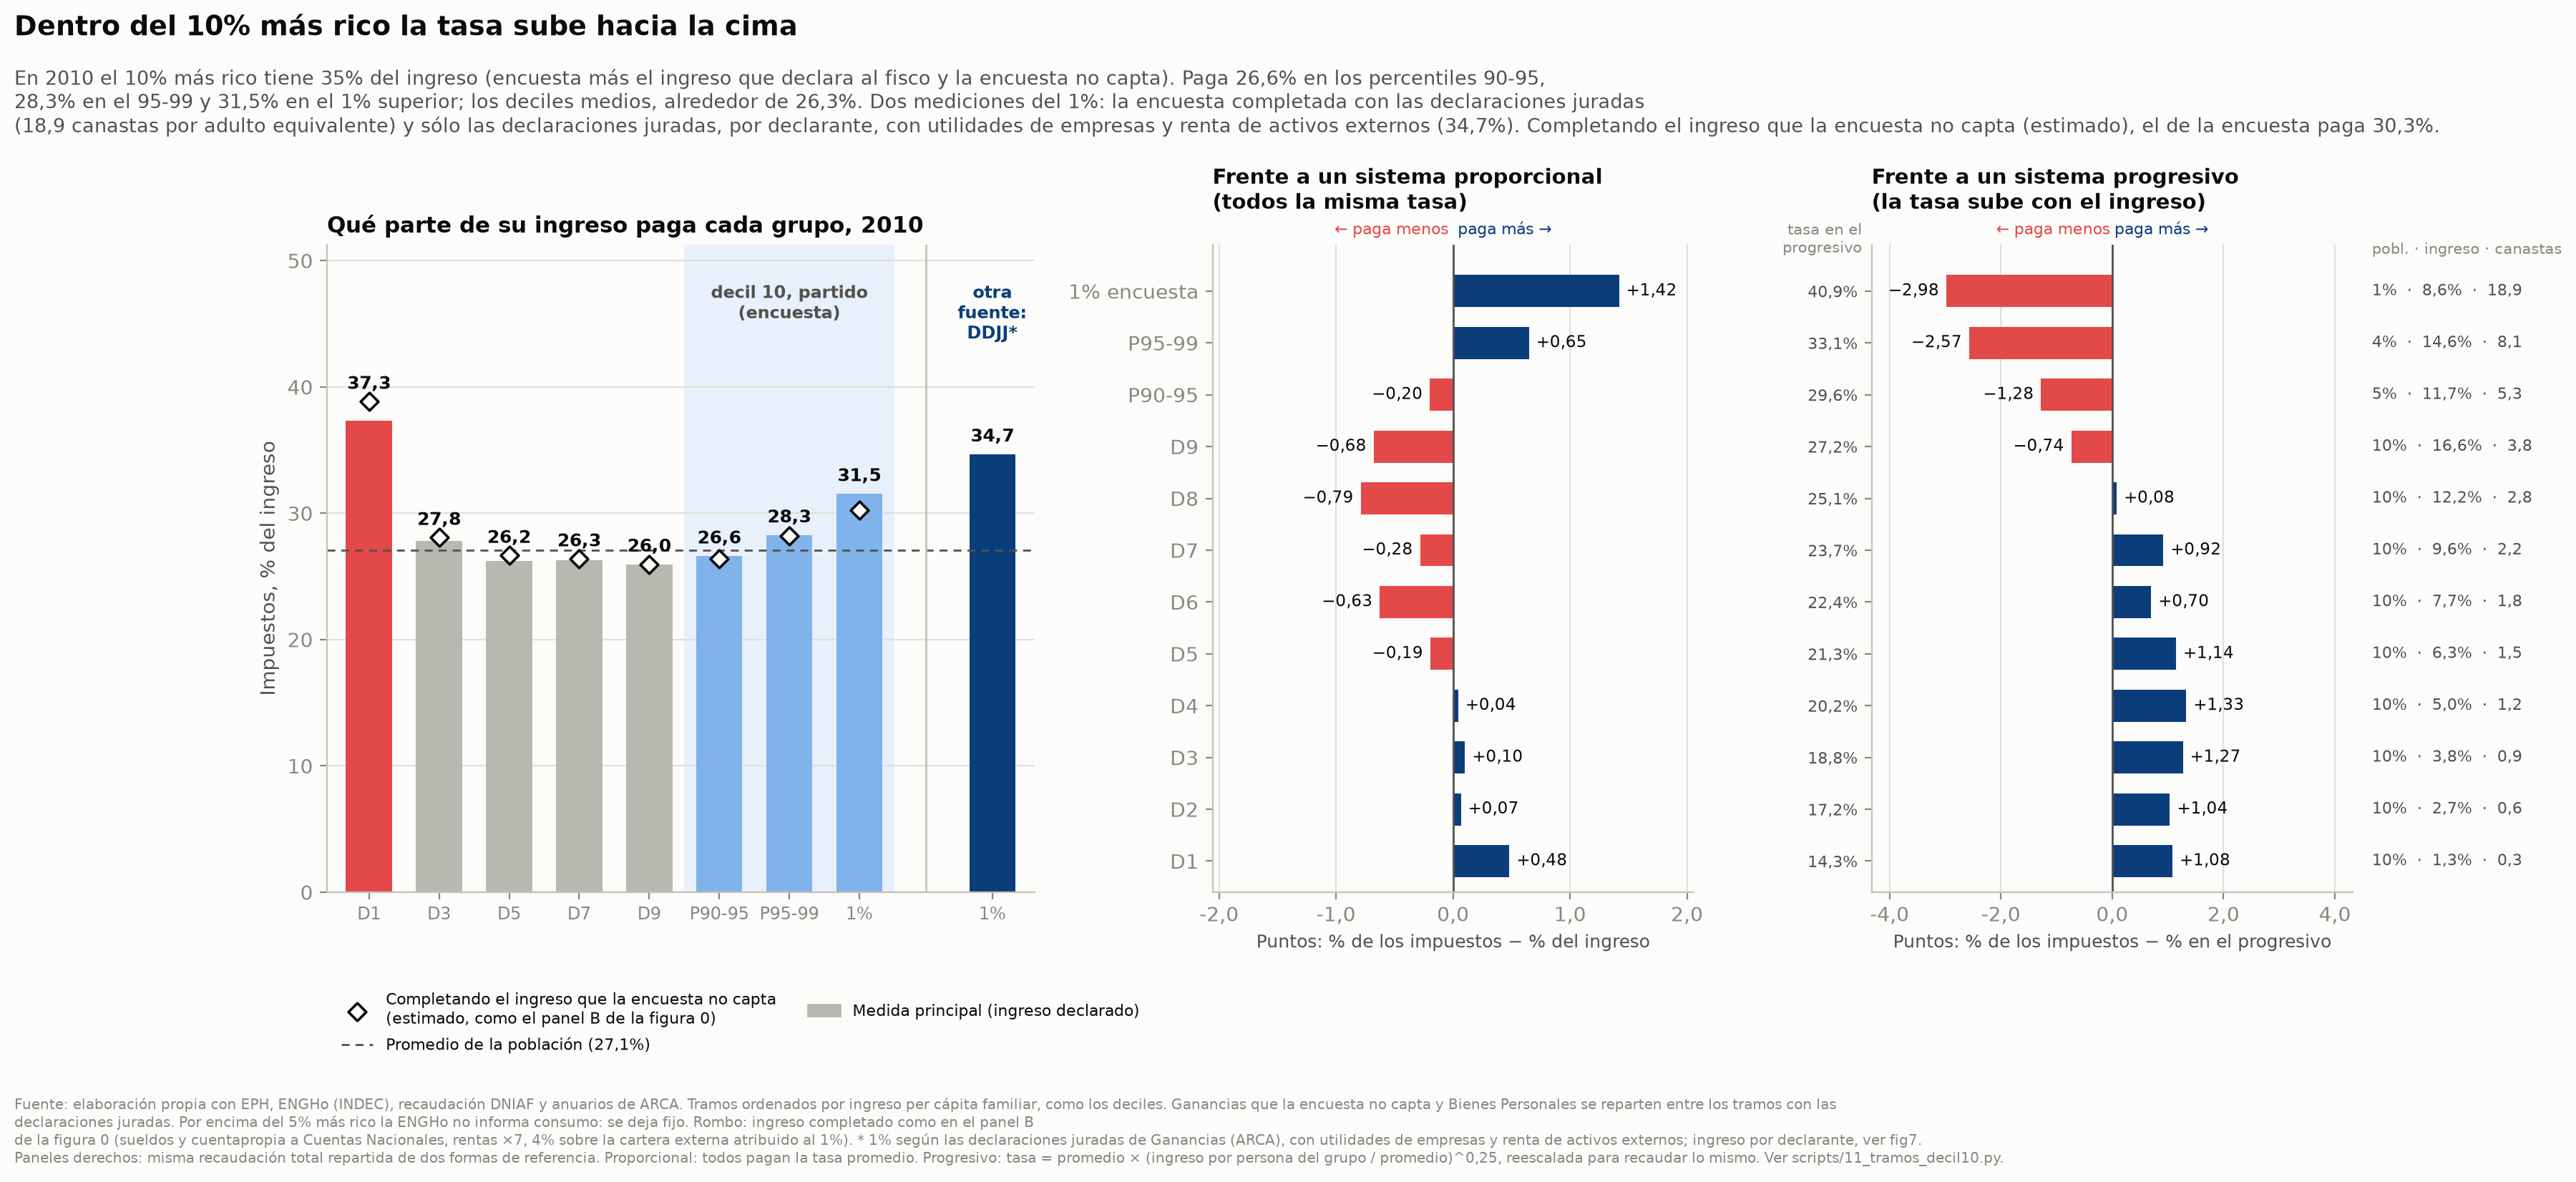 Dentro del 10% más rico la tasa sube hacia la cima
En 2010 el 10% más rico tiene 35% del ingreso (encuesta más el ingreso que declara al fisco y la encuesta no capta). Paga 26,6% en los percentiles 90-95,
28,3% en el 95-99 y 31,5% en el 1% superior; los deciles medios, alrededor de 26,3%. Dos mediciones del 1%: la encuesta completada con las declaraciones juradas
(18,9 canastas por adulto equivalente) y sólo las declaraciones juradas, por declarante, con utilidades de empresas y renta de activos externos (34,7%). Completando el ingreso que la encuesta no capta (estimado), el de la encuesta paga 30,3%.
Qué parte de su ingreso paga cada grupo, 2010
Impuestos, % del ingreso
50
40
30
20
10
0
decil 10, partido
(encuesta)
otra
fuente:
DDJJ*
37,3
27,8
26,2
26,3
26,0
26,6
28,3
31,5
34,7
D1
D3
D5
D7
D9
P90-95
P95-99
1%
1%
Completando el ingreso que la encuesta no capta
(estimado, como el panel B de la figura 0)
Promedio de la población (27,1%)
Medida principal (ingreso declarado)
Frente a un sistema proporcional
(todos la misma tasa)
← paga menos paga más →
1% encuesta +1,42
P95-99 +0,65
P90-95 −0,20
D9 −0,68
D8 −0,79
D7 −0,28
D6 −0,63
D5 −0,19
D4 +0,04
D3 +0,10
D2 +0,07
D1 +0,48
-2,0 -1,0 0,0 1,0 2,0
Puntos: % de los impuestos − % del ingreso
Frente a un sistema progresivo
(la tasa sube con el ingreso)
← paga menos paga más →
tasa en el
progresivo
pobl. · ingreso · canastas
40,9% −2,98 1% · 8,6% · 18,9
33,1% −2,57 4% · 14,6% · 8,1
29,6% −1,28 5% · 11,7% · 5,3
27,2% −0,74 10% · 16,6% · 3,8
25,1% +0,08 10% · 12,2% · 2,8
23,7% +0,92 10% · 9,6% · 2,2
22,4% +0,70 10% · 7,7% · 1,8
21,3% +1,14 10% · 6,3% · 1,5
20,2% +1,33 10% · 5,0% · 1,2
18,8% +1,27 10% · 3,8% · 0,9
17,2% +1,04 10% · 2,7% · 0,6
14,3% +1,08 10% · 1,3% · 0,3
-4,0 -2,0 0,0 2,0 4,0
Puntos: % de los impuestos − % en el progresivo
Fuente: elaboración propia con EPH, ENGHo (INDEC), recaudación DNIAF y anuarios de ARCA. Tramos ordenados por ingreso per cápita familiar, como los deciles. Ganancias que la encuesta no capta y Bienes Personales se reparten entre los tramos con las
declaraciones juradas. Por encima del 5% más rico la ENGHo no informa consumo: se deja fijo. Rombo: ingreso completado como en el panel B
de la figura 0 (sueldos y cuentapropia a Cuentas Nacionales, rentas ×7, 4% sobre la cartera externa atribuido al 1%). * 1% según las declaraciones juradas de Ganancias (ARCA), con utilidades de empresas y renta de activos externos; ingreso por declarante, ver fig7.
Paneles derechos: misma recaudación total repartida de dos formas de referencia. Proporcional: todos pagan la tasa promedio. Progresivo: tasa = promedio × (ingreso por persona del grupo / promedio)^0,25, reescalada para recaudar lo mismo. Ver scripts/11_tramos_decil10.py.